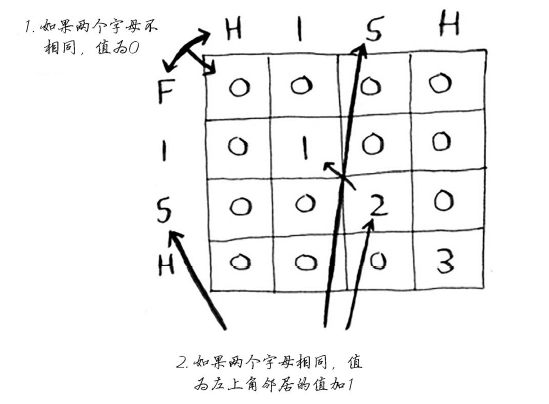 1. 如果两个字母不
相同，值为0
H I S H
F 0 0 0 0
I 0 1 0 0
S 0 0 2 0
H 0 0 0 3
2. 如果两个字母相同，值
为左上角邻居的值加1